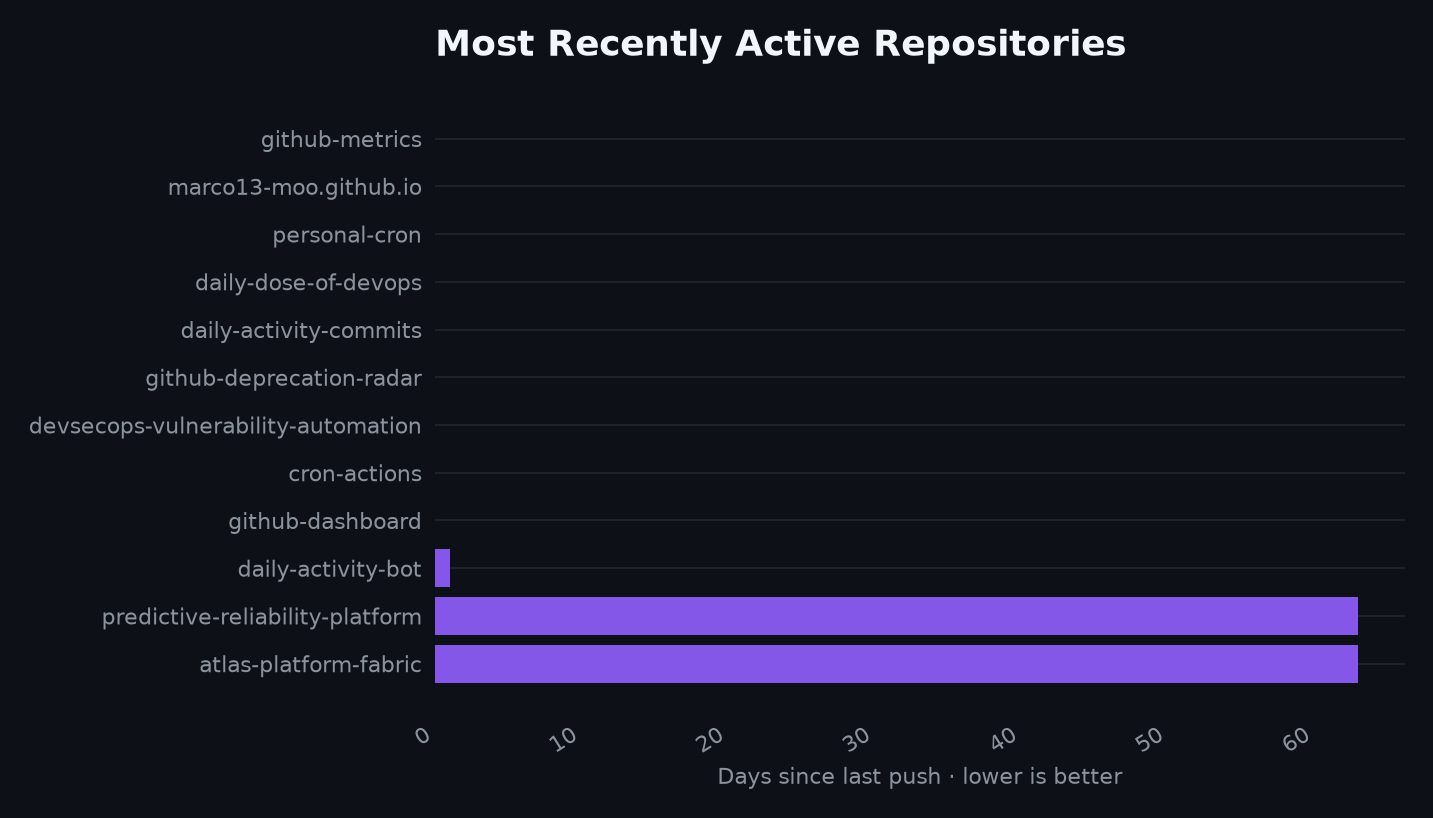 Most Recently Active Repositories
github-metrics
marco13-moo.github.io
personal-cron
daily-dose-of-devops
daily-activity-commits
github-deprecation-radar
devsecops-vulnerability-automation
cron-actions
github-dashboard
daily-activity-bot
predictive-reliability-platform
atlas-platform-fabric
0 10 20 30 40 50 60
Days since last push · lower is better